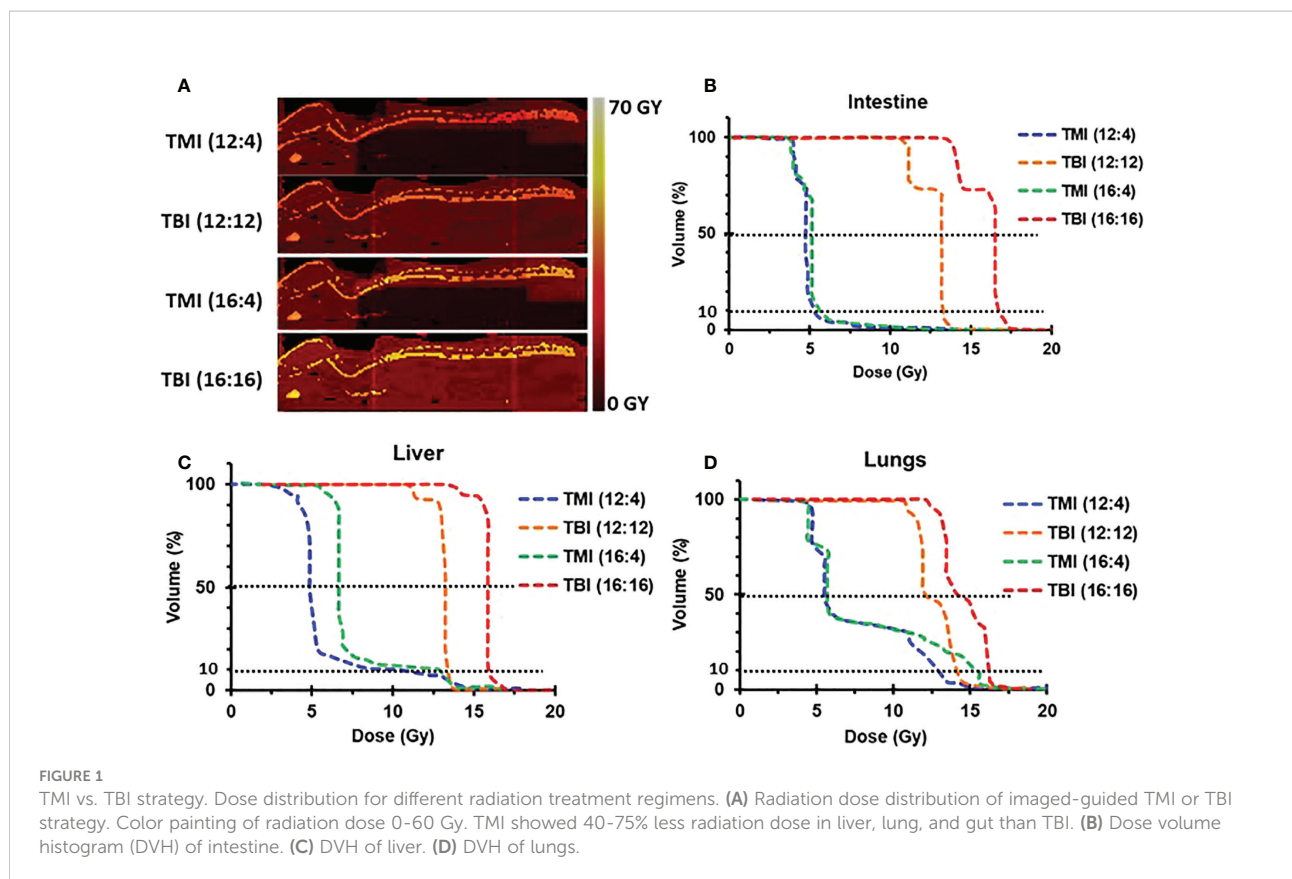 A
TMI (12:4)
TBI (12:12)
TMI (16:4)
TBI (16:16)
70 GY
0 GY
B
Intestine
Volume (%)
100
50
10
0
0 5 10 15 20
Dose (Gy)
TMI (12:4)
TBI (12:12)
TMI (16:4)
TBI (16:16)
C
Liver
Volume (%)
100
50
10
0
0 5 10 15 20
Dose (Gy)
TMI (12:4)
TBI (12:12)
TMI (16:4)
TBI (16:16)
D
Lungs
Volume (%)
100
50
10
0
0 5 10 15 20
Dose (Gy)
TMI (12:4)
TBI (12:12)
TMI (16:4)
TBI (16:16)
FIGURE 1
TMI vs. TBI strategy. Dose distribution for different radiation treatment regimens. (A) Radiation dose distribution of imaged-guided TMI or TBI
strategy. Color painting of radiation dose 0-60 Gy. TMI showed 40-75% less radiation dose in liver, lung, and gut than TBI. (B) Dose volume
histogram (DVH) of intestine. (C) DVH of liver. (D) DVH of lungs.